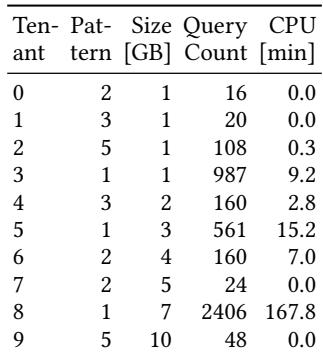 Ten- Pat- Size Query CPU
ant tern [GB] Count [min]
0 2 1 16 0.0
1 3 1 20 0.0
2 5 1 108 0.3
3 1 1 987 9.2
4 3 2 160 2.8
5 1 3 561 15.2
6 2 4 160 7.0
7 2 5 24 0.0
8 1 7 2406 167.8
9 5 10 48 0.0